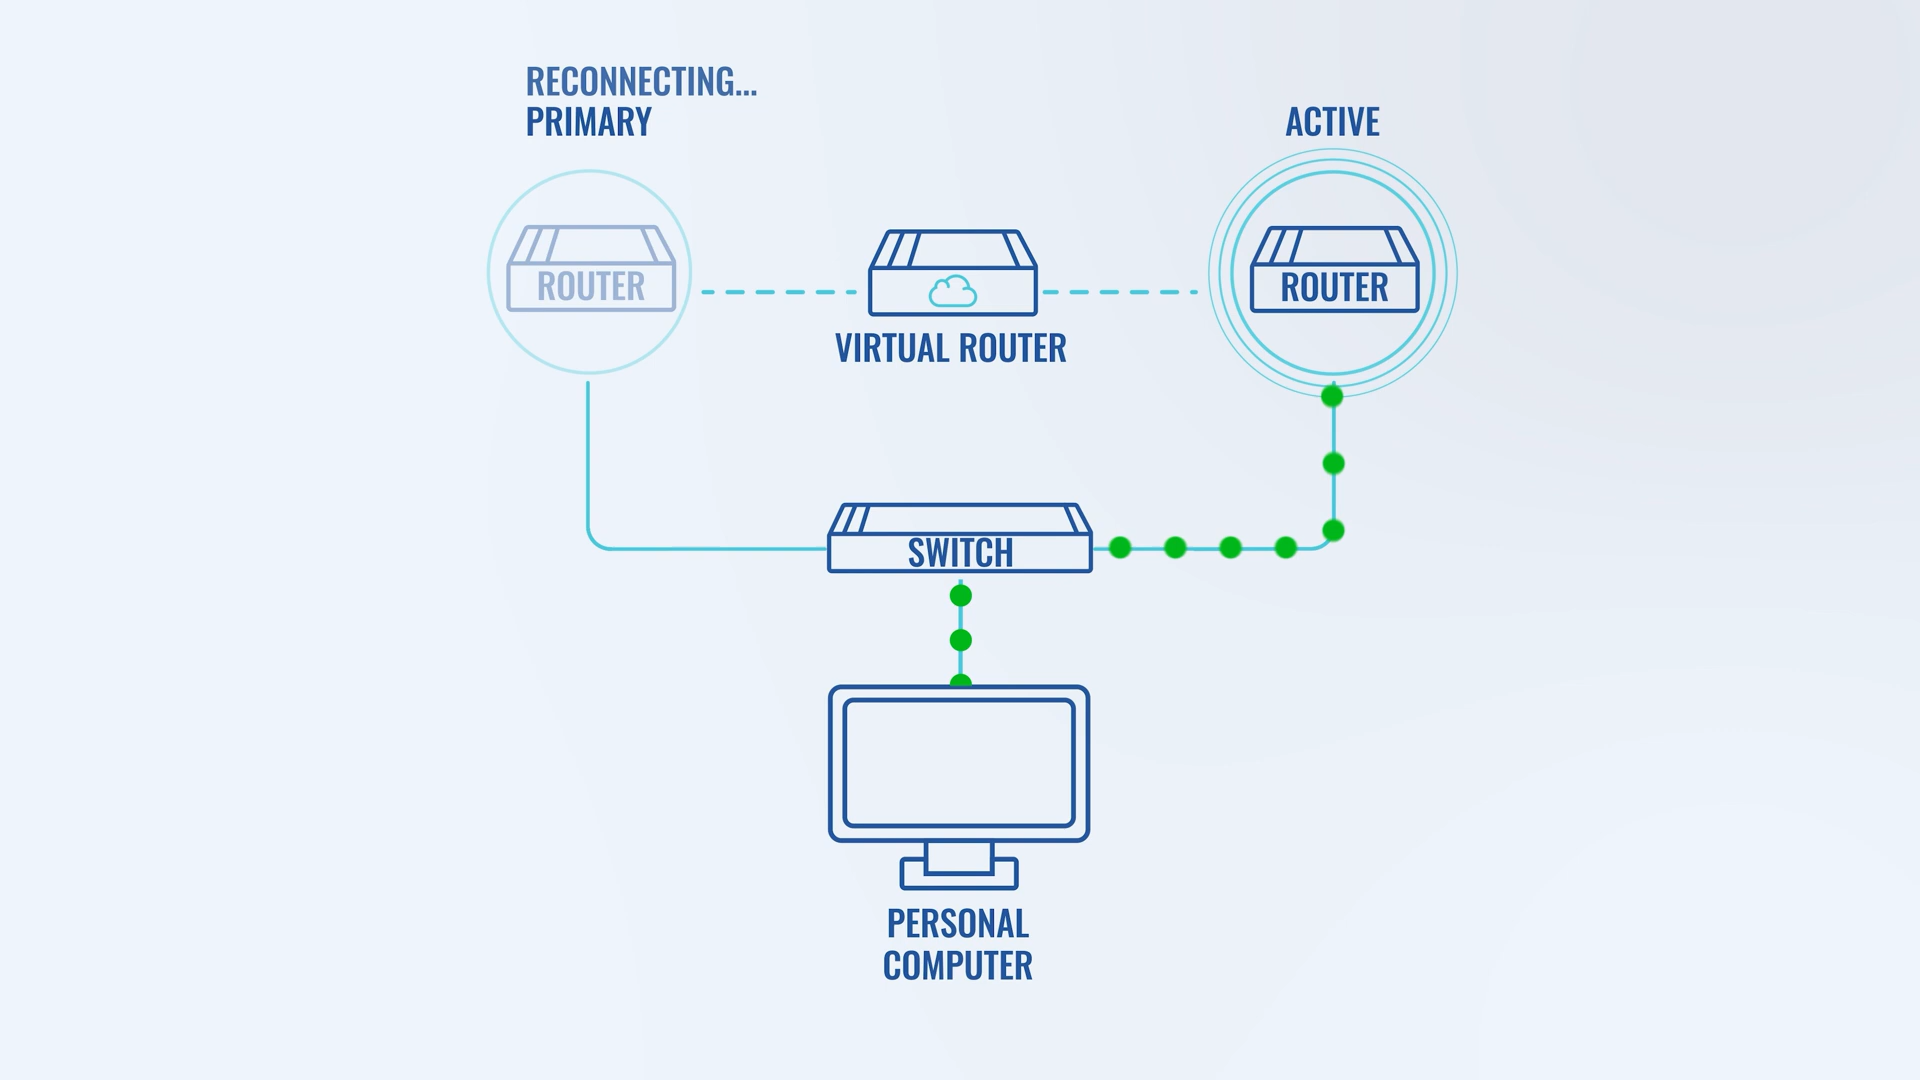 RECONNECTING...
PRIMARY
ACTIVE
ROUTER
ROUTER
VIRTUAL ROUTER
SWITCH
PERSONAL
COMPUTER